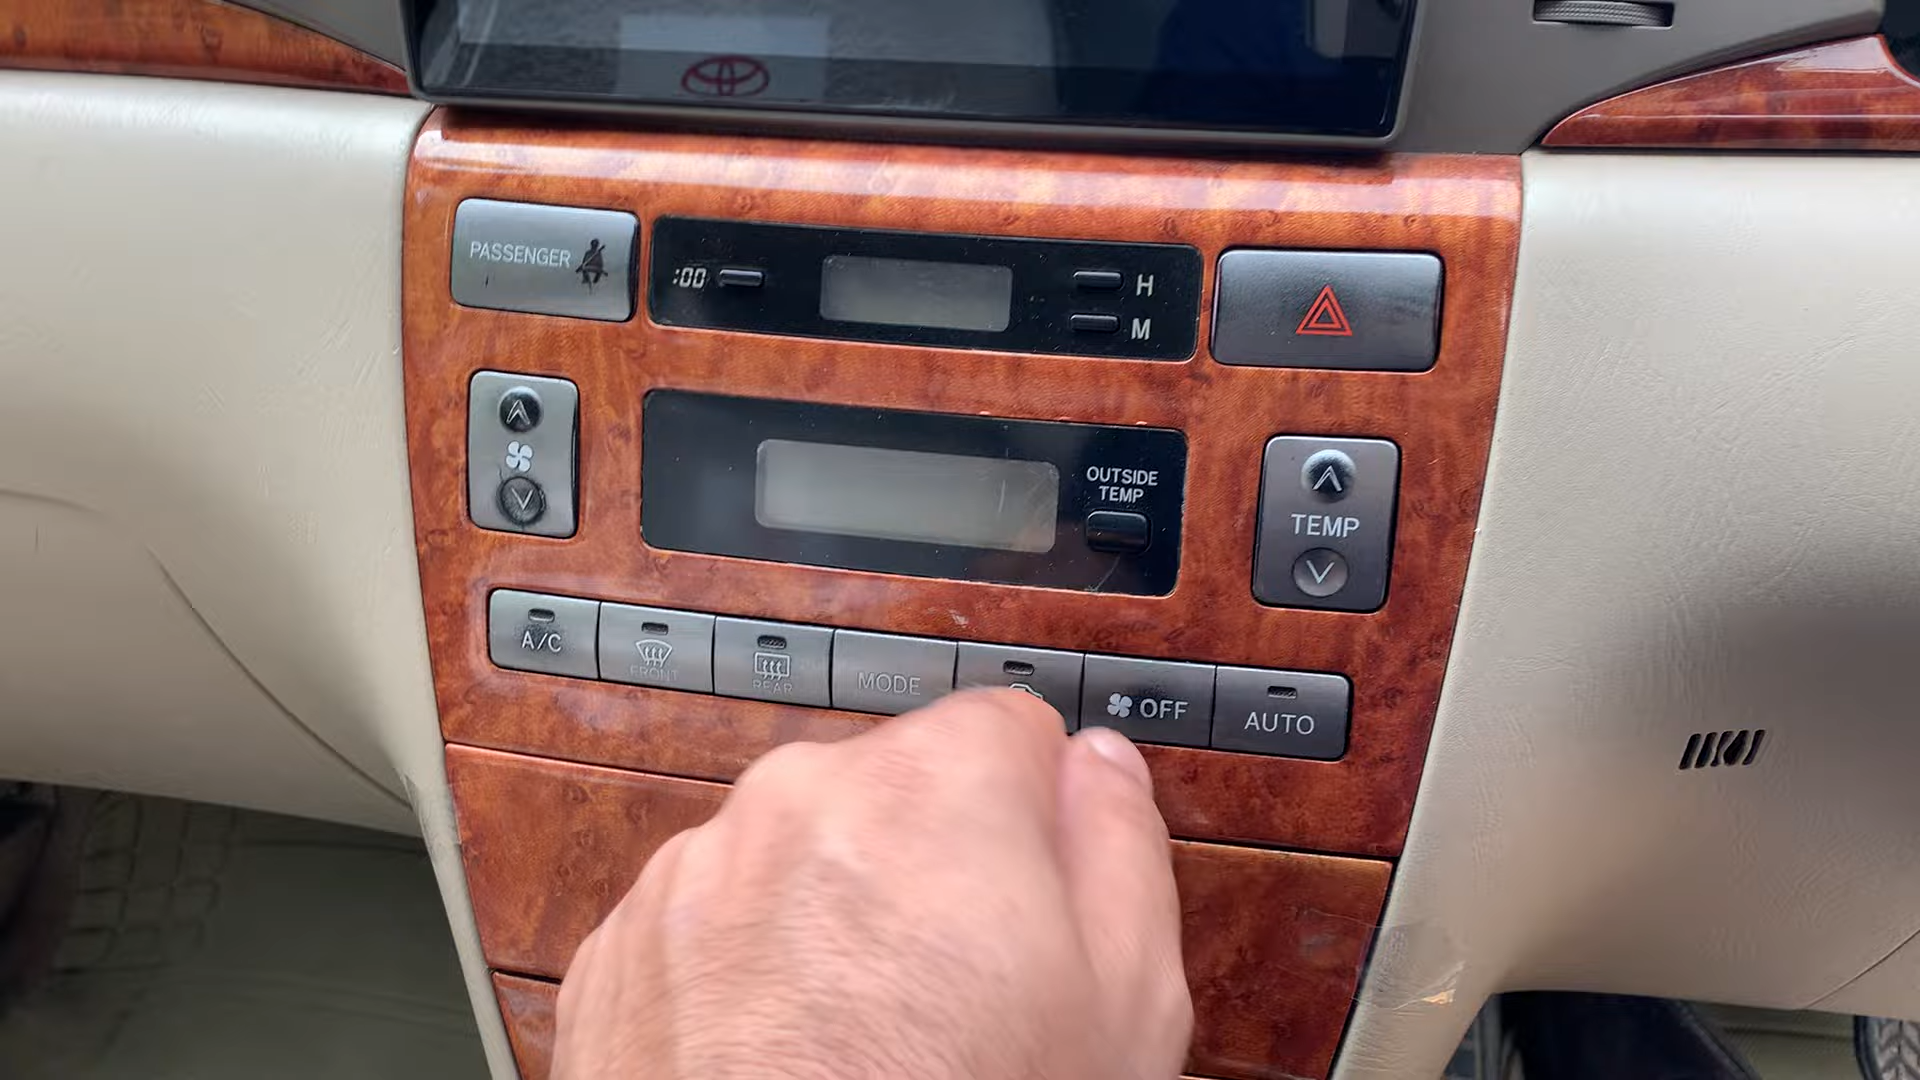 PASSENGER
:00
H
M
OUTSIDE
TEMP
TEMP
A/C
FRONT
REAR
MODE
OFF
AUTO